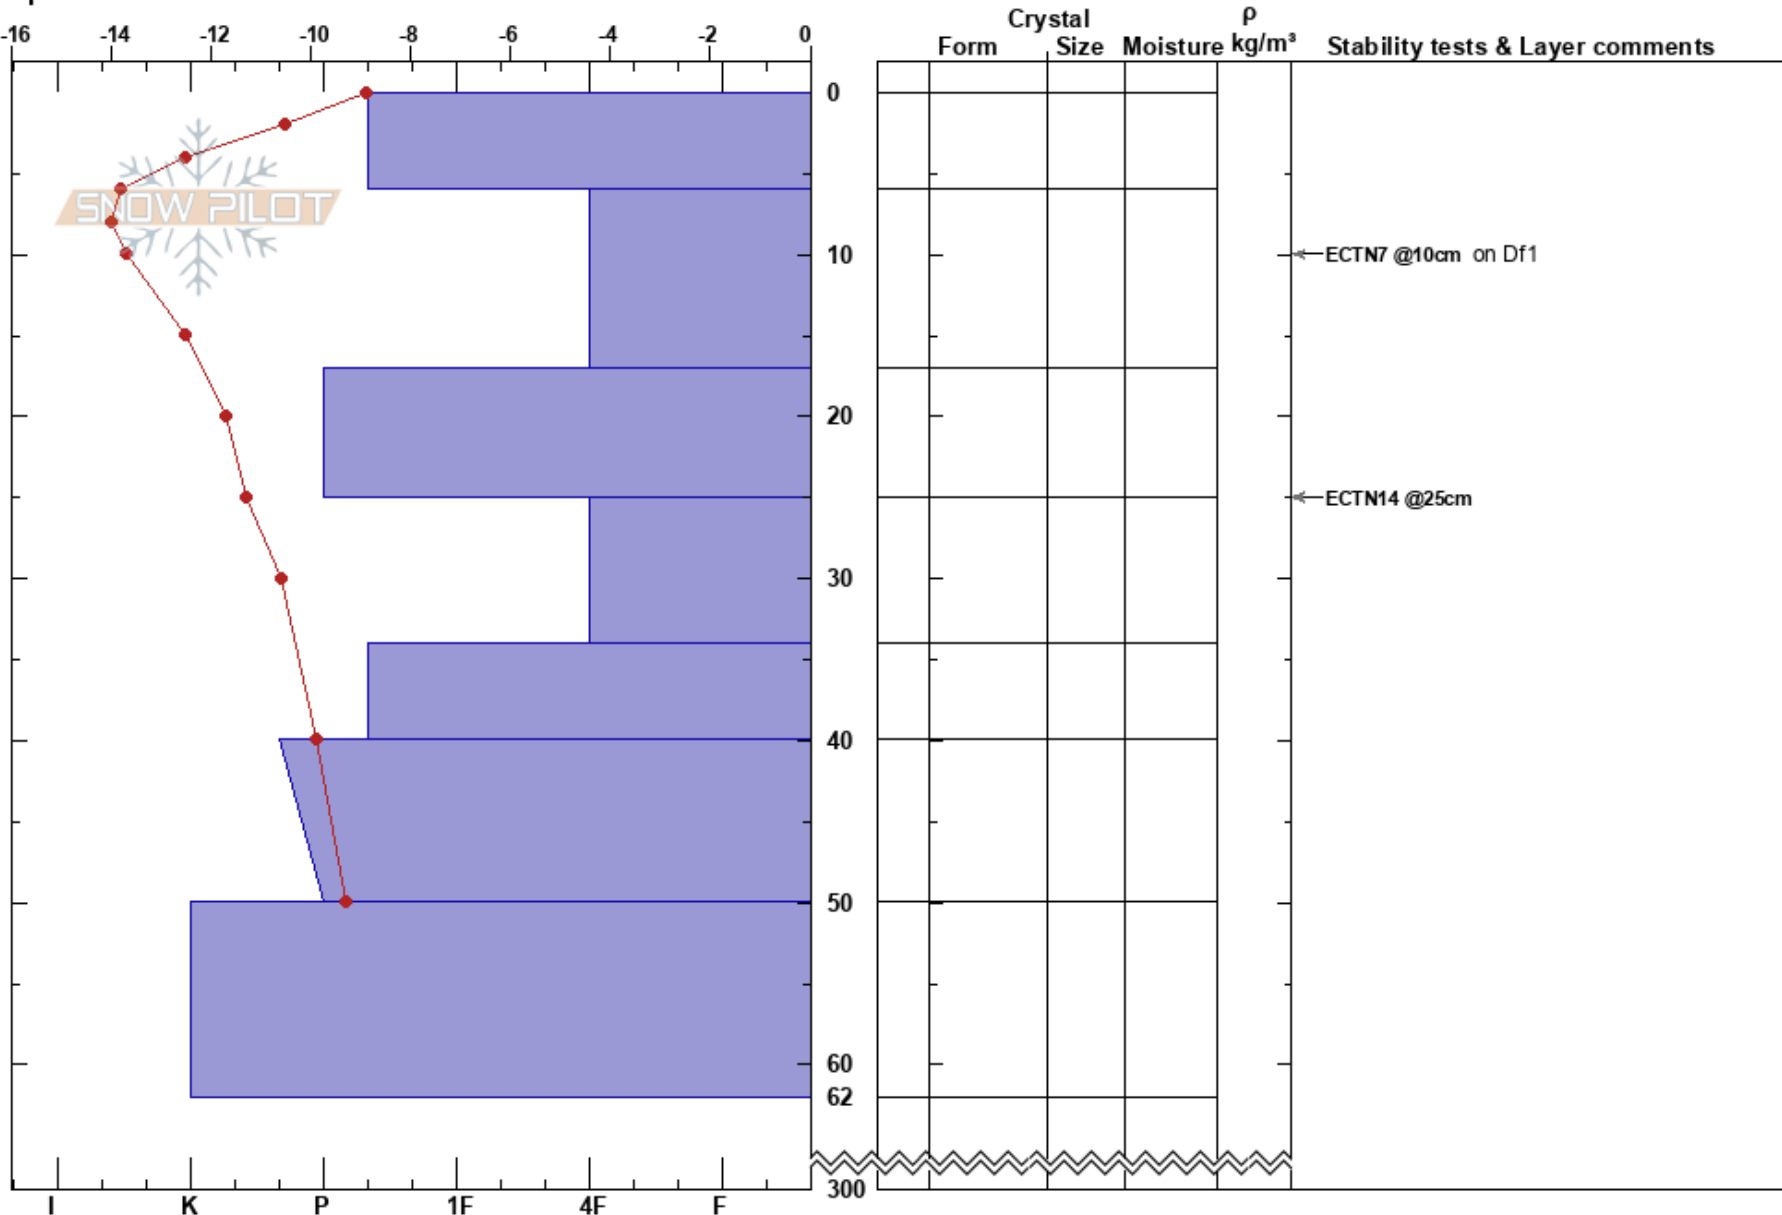 Crystal
ρ
-16 -14 -12 -10 -8 -6 -4 -2 0
Form Size Moisture kg/m³ Stability tests & Layer comments
0
SNOW PILOT
10
ECTN7 @10cm on Df1
20
ECTN14 @25cm
30
40
50
60
62
300
I K P 1F 4F F